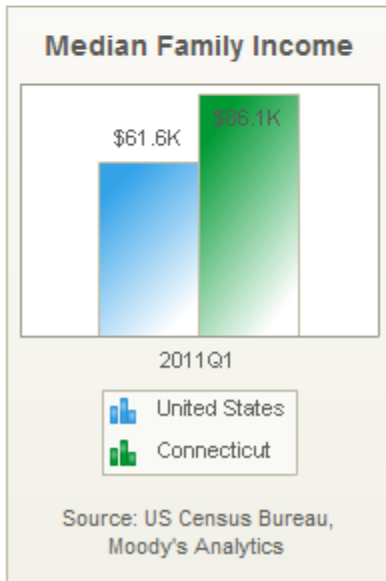 Median Family Income
$61.6K
$86.1K
2011Q1
United States
Connecticut
Source: US Census Bureau,
Moody's Analytics